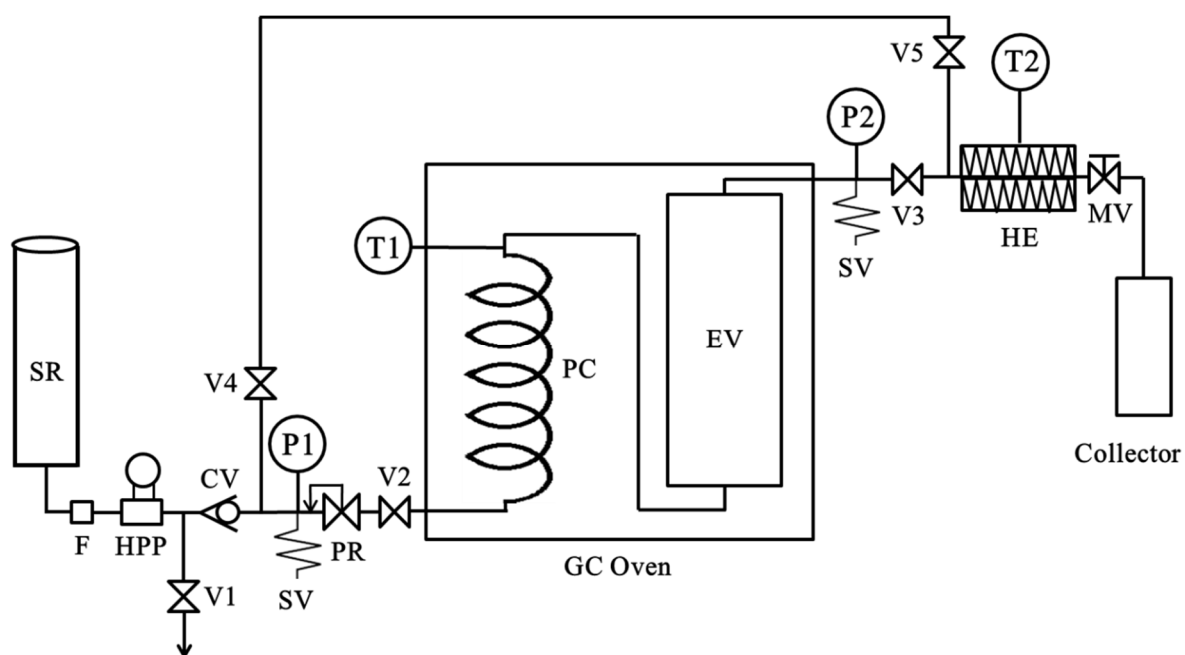 V5
T2
P2
V3
SV
HE
MV
T1
SR
PC
EV
V4
P1
CV
V2
Collector
F
HPP
PR
GC Oven
V1
SV